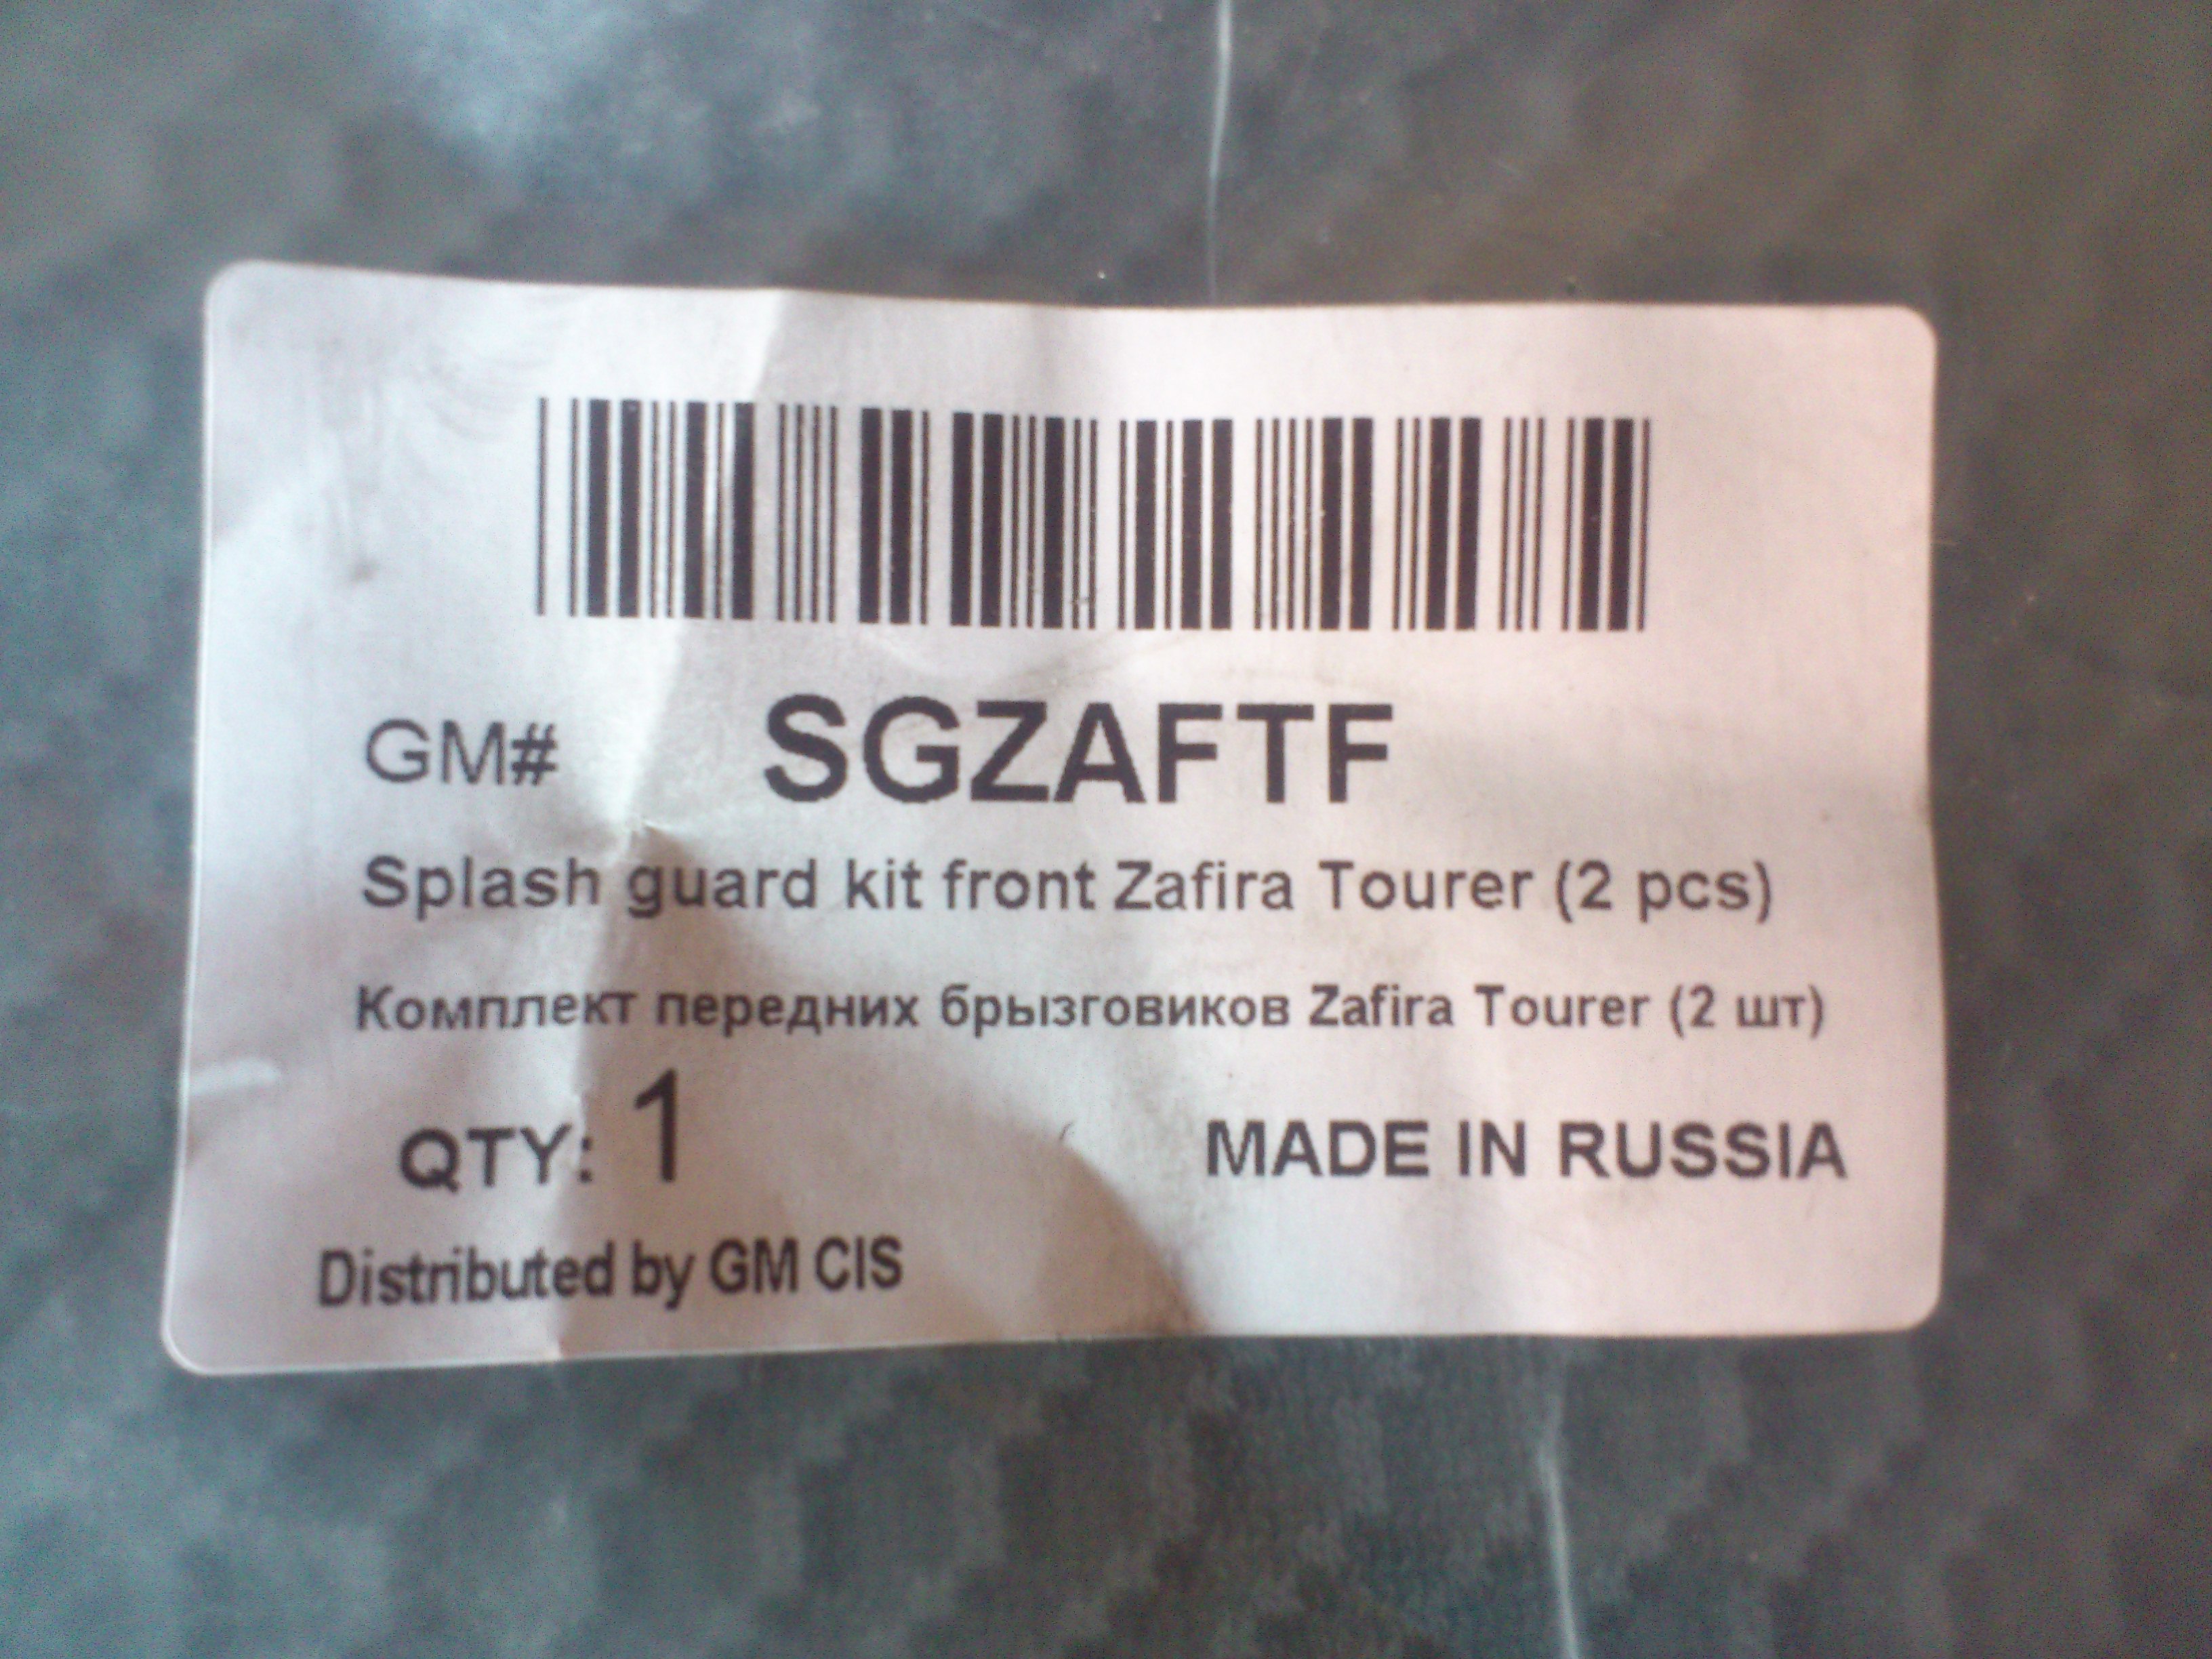 GM# SGZAFTF
Splash guard kit front Zafira Tourer (2 pcs)
Комплект передних брызговиков Zafira Tourer (2 шт)
QTY: 1 MADE IN RUSSIA
Distributed by GM CIS